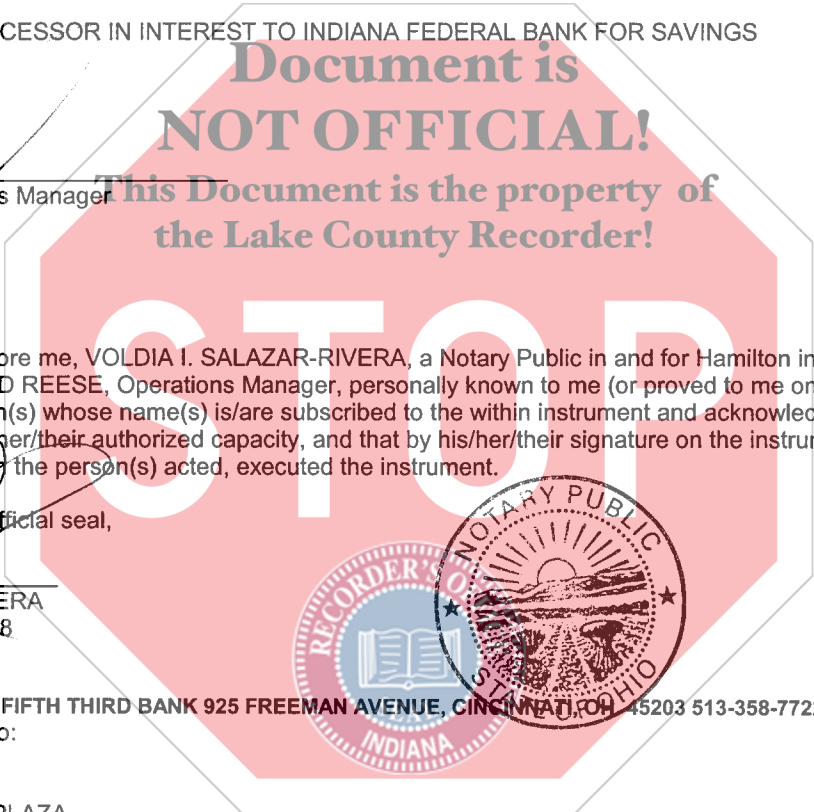 CESSOR IN INTEREST TO INDIANA FEDERAL BANK FOR SAVINGS
Document is
NOT OFFICIAL!
s Manager
This Document is the property of
the Lake County Recorder!
STOP
ore me, VOLDIA I. SALAZAR-RIVERA, a Notary Public in and for Hamilton in
D REESE, Operations Manager, personally known to me (or proved to me on
n(s) whose name(s) is/are subscribed to the within instrument and acknowled
her/their authorized capacity, and that by his/her/their signature on the instru
the person(s) acted, executed the instrument.
official seal,
NOTARY PUBLIC
STATE OF OHIO
RECORDER'S
SEAL
INDIANA
ERA
8
FIFTH THIRD BANK 925 FREEMAN AVENUE, CINCINNATI, OH 45203 513-358-772
o:
PLAZA